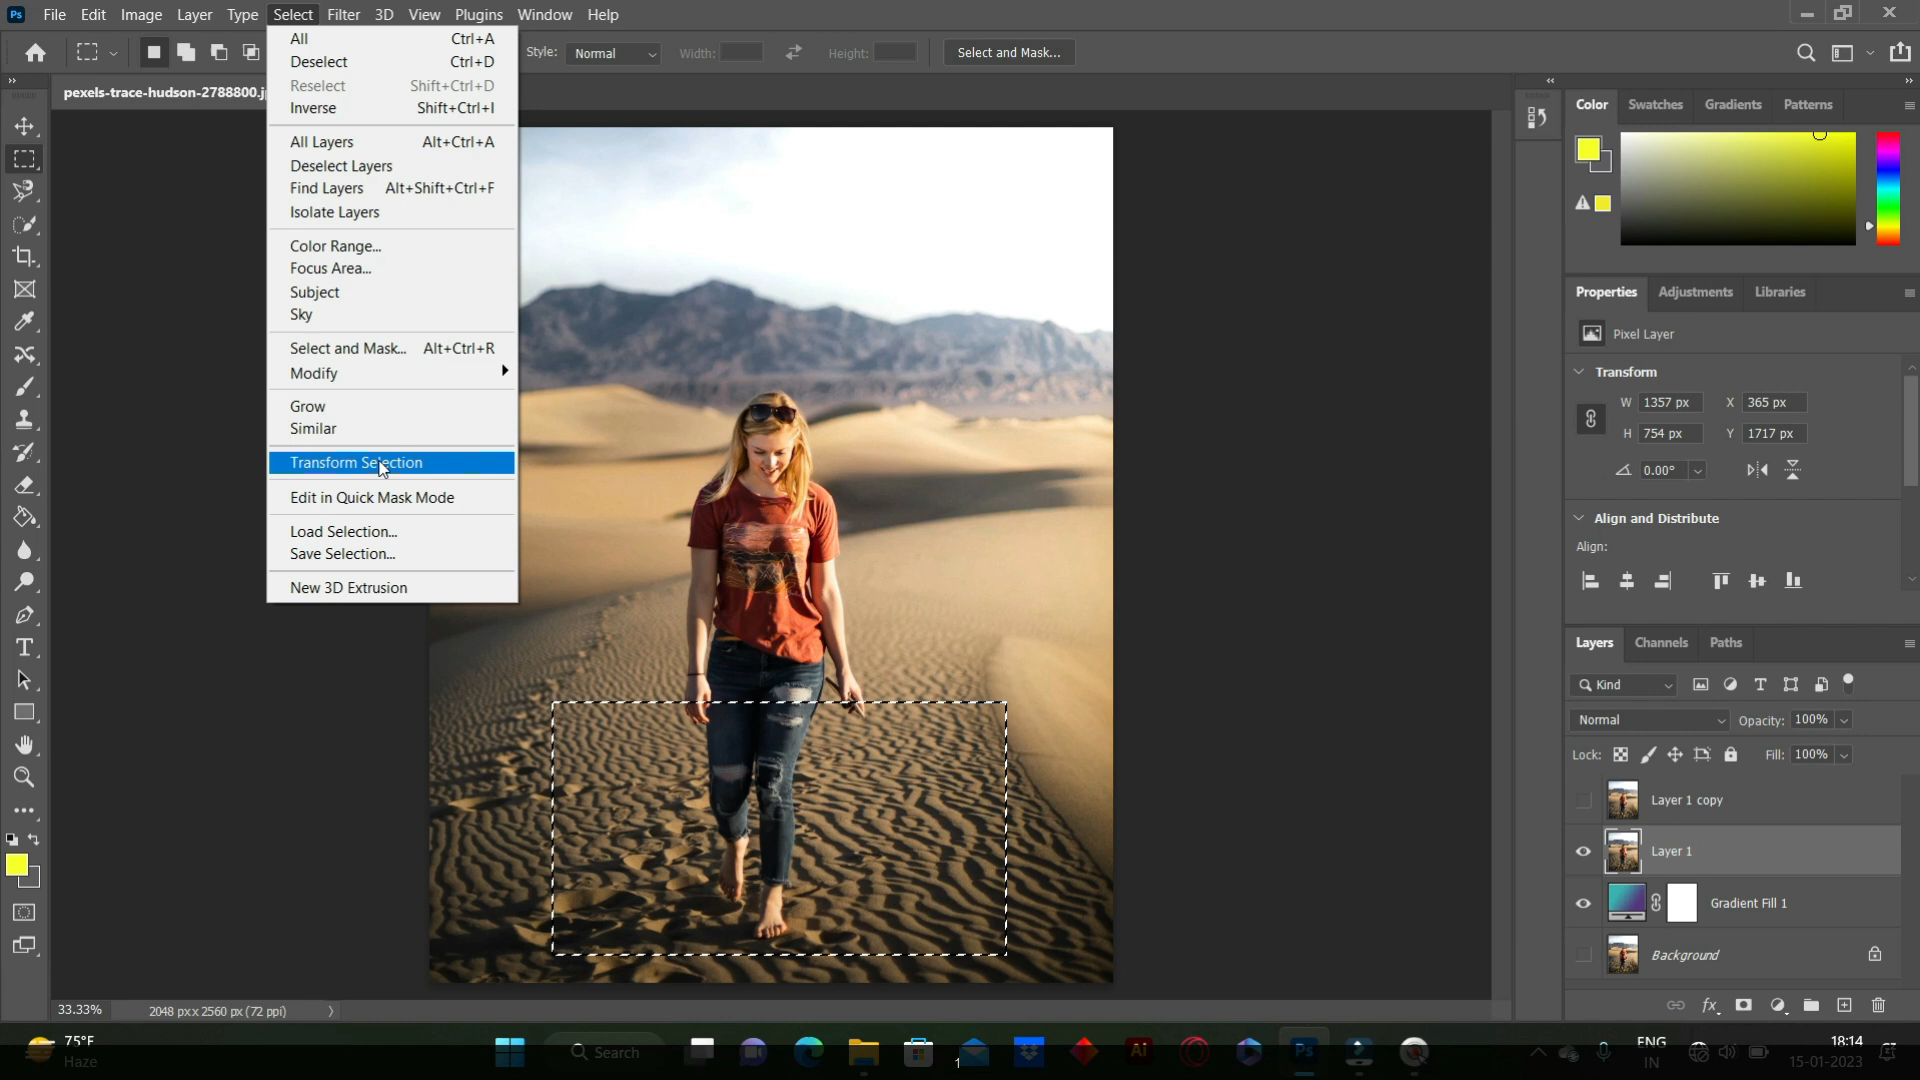 Ps File Edit Image Layer Type Select Filter 3D View Plugins Window Help
Style: Normal Width: Height: Select and Mask...
pexels-trace-hudson-2788800.j
All Ctrl+A
Deselect Ctrl+D
Reselect Shift+Ctrl+D
Inverse Shift+Ctrl+I
All Layers Alt+Ctrl+A
Deselect Layers
Find Layers Alt+Shift+Ctrl+F
Isolate Layers
Color Range...
Focus Area...
Subject
Sky
Select and Mask... Alt+Ctrl+R
Modify
Grow
Similar
Transform Selection
Edit in Quick Mask Mode
Load Selection...
Save Selection...
New 3D Extrusion
Color Swatches Gradients Patterns
Properties Adjustments Libraries
Pixel Layer
Transform
W 1357 px X 365 px
H 754 px Y 1717 px
0.00°
Align and Distribute
Align:
Layers Channels Paths
Kind
Normal Opacity: 100%
Lock: Fill: 100%
Layer 1 copy
Layer 1
Gradient Fill 1
Background
33.33% 2048 px x 2560 px (72 ppi)
75°F
Haze
Search
1
Ai
Ps
ENG
IN
18:14
15-01-2023